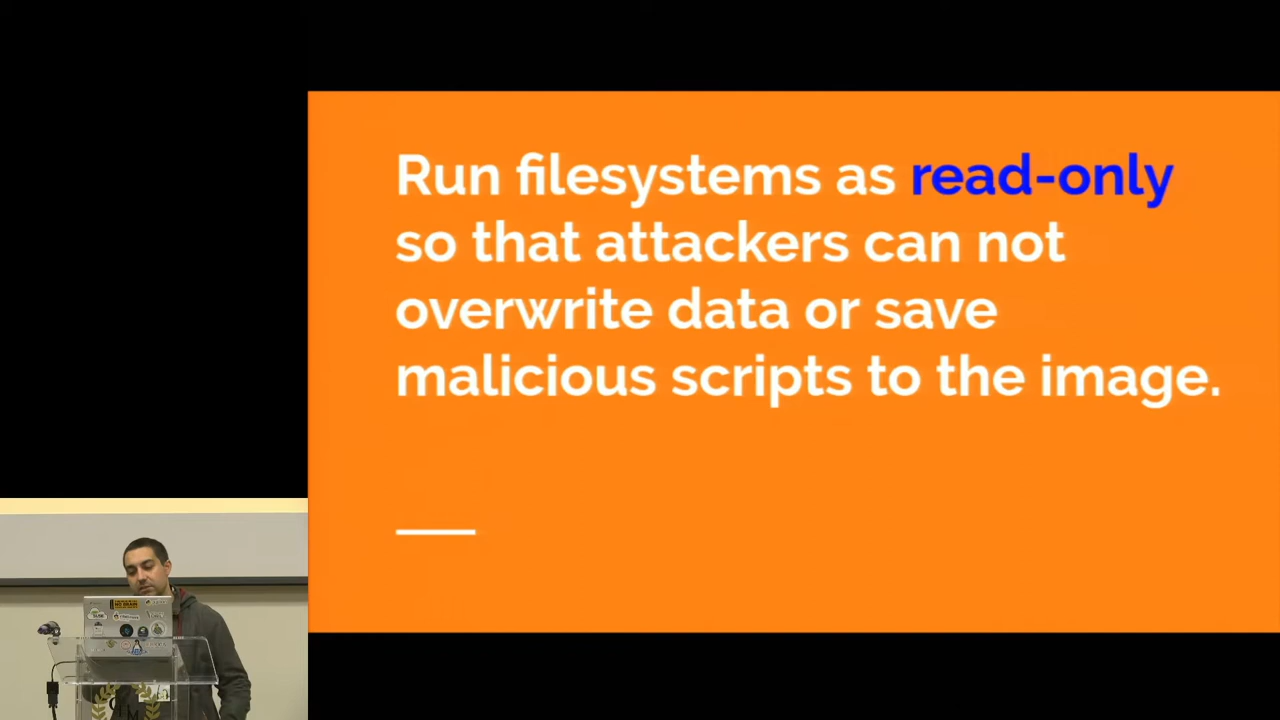 Run filesystems as read-only
so that attackers can not
overwrite data or save
malicious scripts to the image.